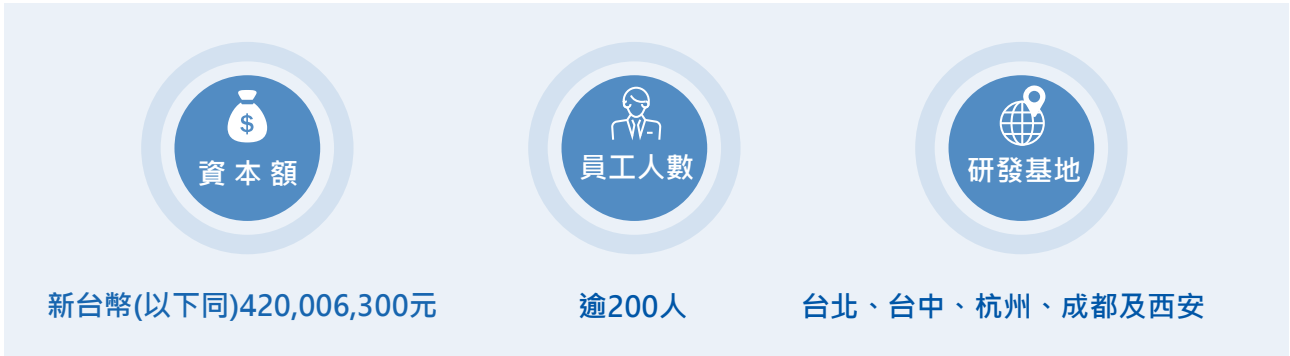 $
資本額
員工人數
研發基地
新台幣(以下同)420,006,300元
逾200人
台北、台中、杭州、成都及西安